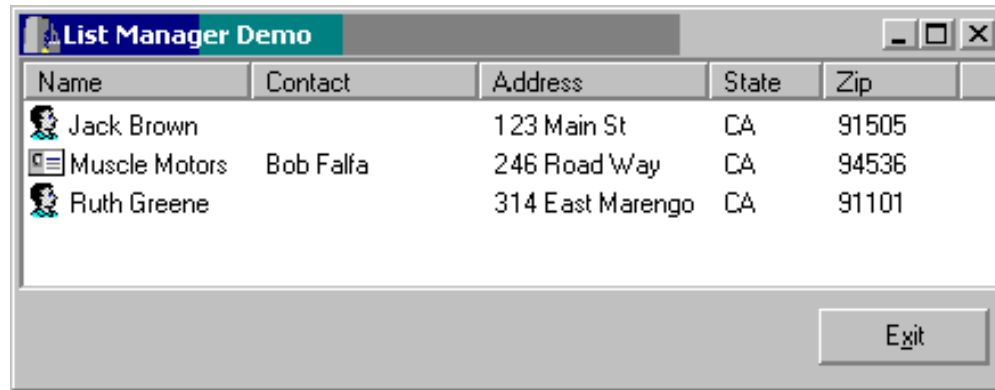 List Manager Demo
Name Contact Address State Zip
Jack Brown 123 Main St CA 91505
Muscle Motors Bob Falfa 246 Road Way CA 94536
Ruth Greene 314 East Marengo CA 91101
Exit